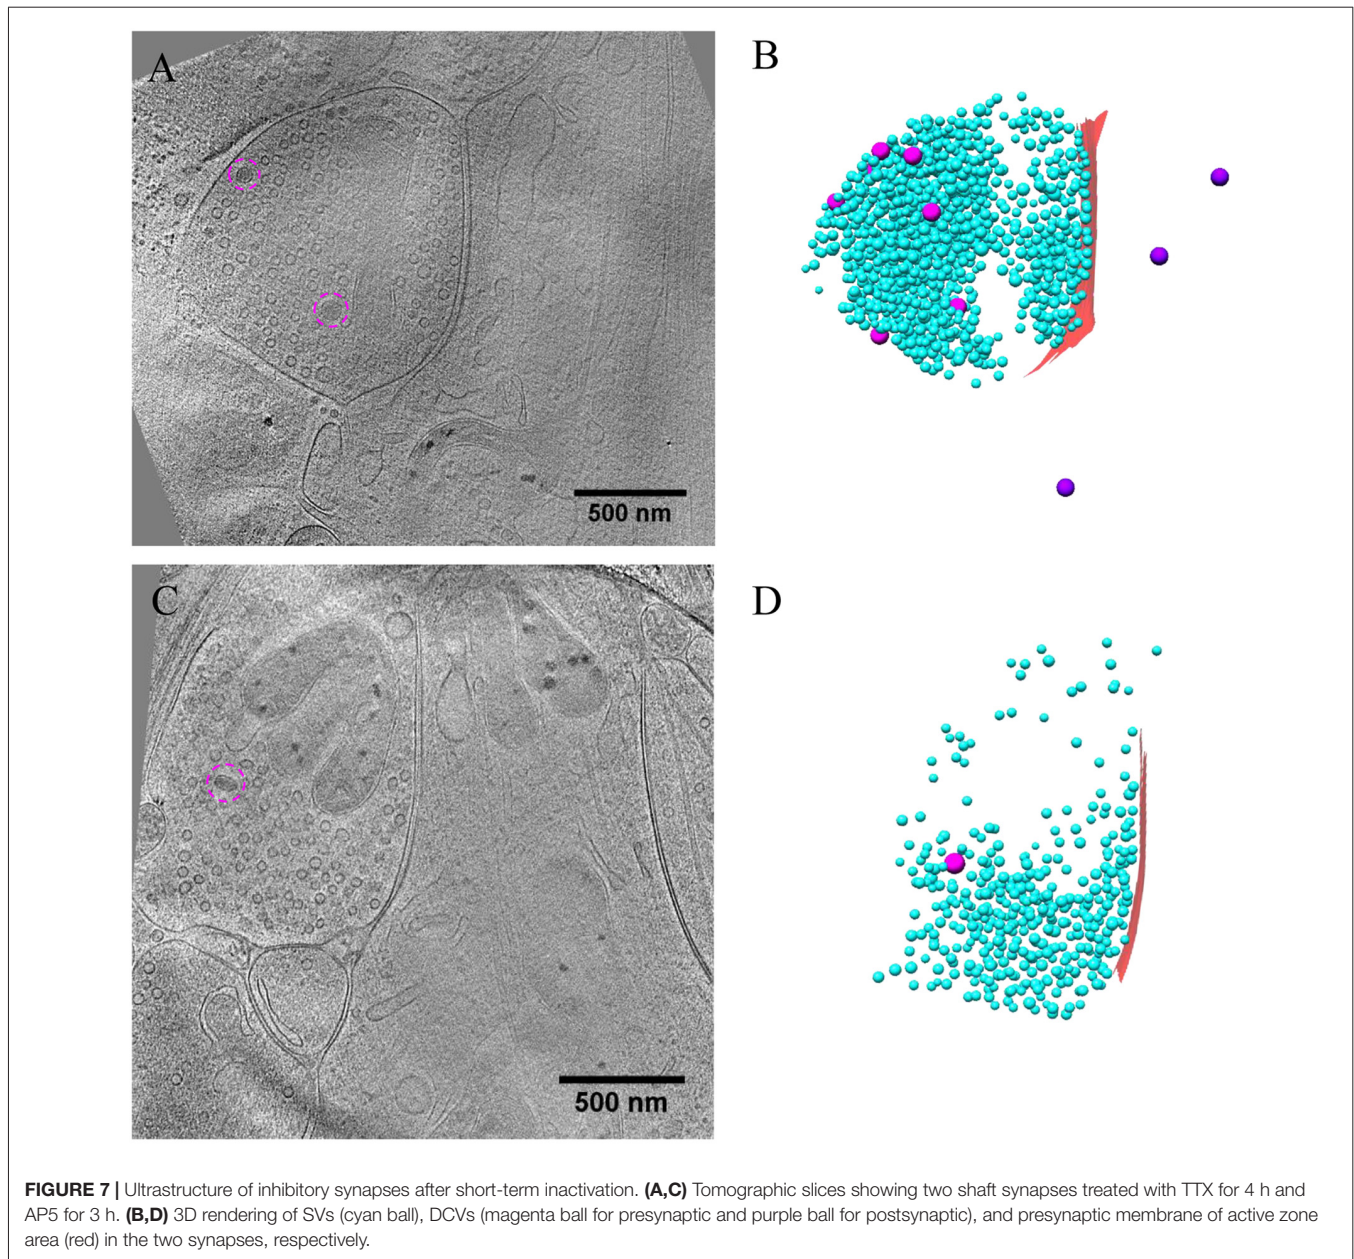 A
B
500 nm
C
D
500 nm
FIGURE 7 | Ultrastructure of inhibitory synapses after short-term inactivation. (A,C) Tomographic slices showing two shaft synapses treated with TTX for 4 h and
AP5 for 3 h. (B,D) 3D rendering of SVs (cyan ball), DCVs (magenta ball for presynaptic and purple ball for postsynaptic), and presynaptic membrane of active zone
area (red) in the two synapses, respectively.